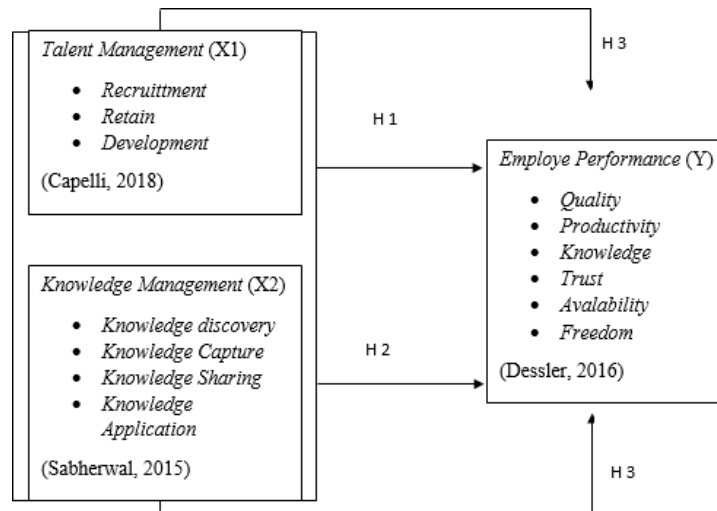 Talent Management (X1)
• Recruittment
• Retain
• Development
(Capelli, 2018)
H 3
H 1
Employe Performance (Y)
• Quality
• Productivity
• Knowledge
• Trust
• Avalability
• Freedom
(Dessler, 2016)
Knowledge Management (X2)
• Knowledge discovery
• Knowledge Capture
• Knowledge Sharing
• Knowledge
Application
(Sabherwal, 2015)
H 2
H 3